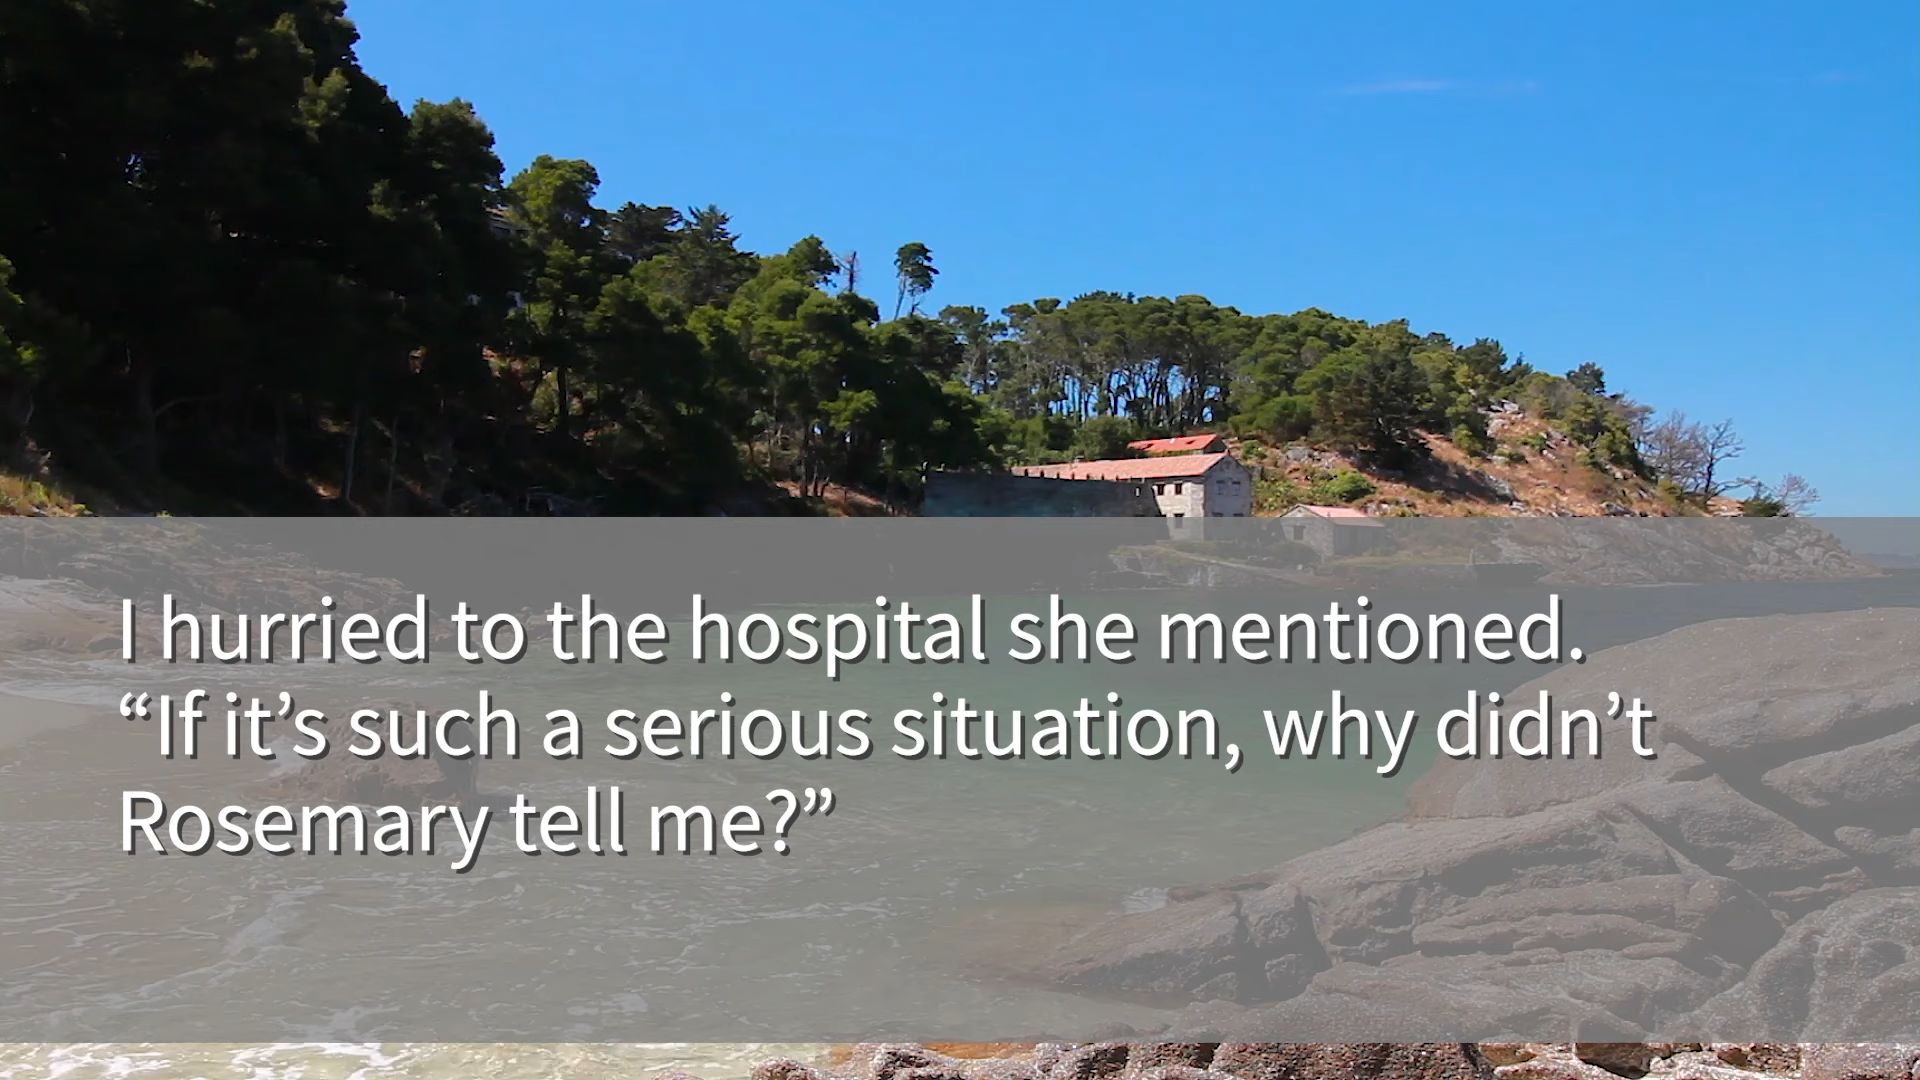 I hurried to the hospital she mentioned.
“If it’s such a serious situation, why didn’t
Rosemary tell me?”